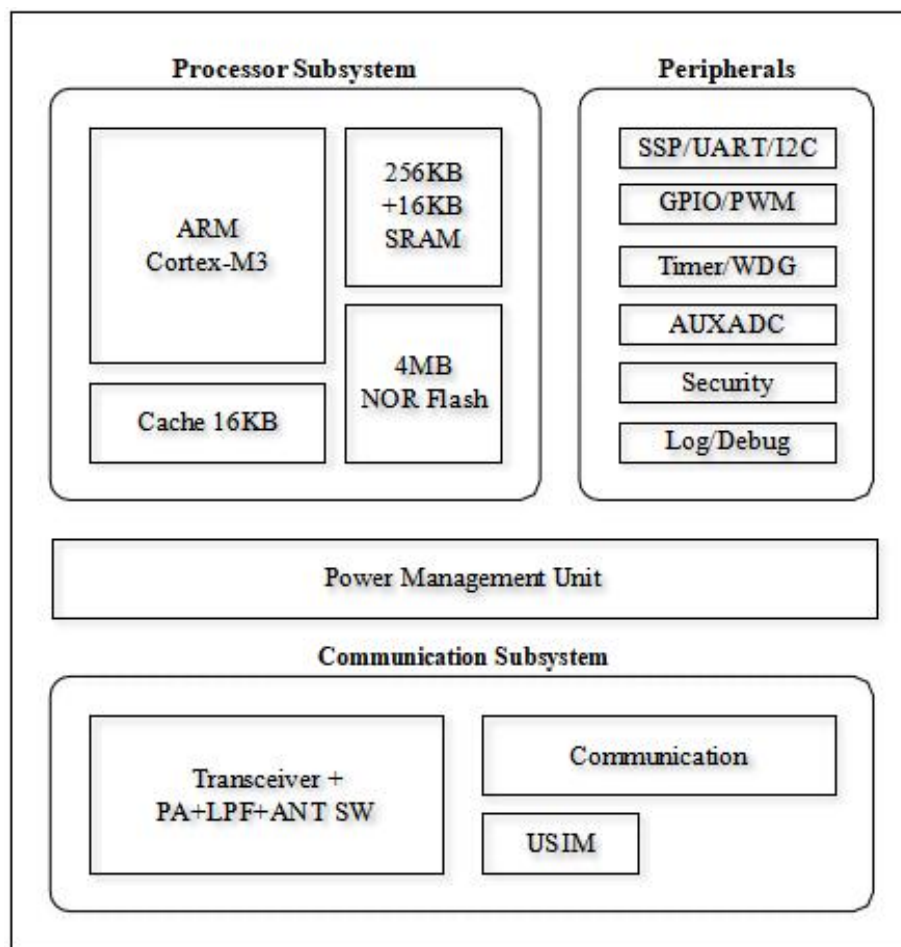 Processor Subsystem
ARM
Cortex-M3
256KB
+16KB
SRAM
Cache 16KB
4MB
NOR Flash
Peripherals
SSP/UART/I2C
GPIO/PWM
Timer/WDG
AUXADC
Security
Log/Debug
Power Management Unit
Communication Subsystem
Transceiver +
PA+LPF+ANT SW
Communication
USIM